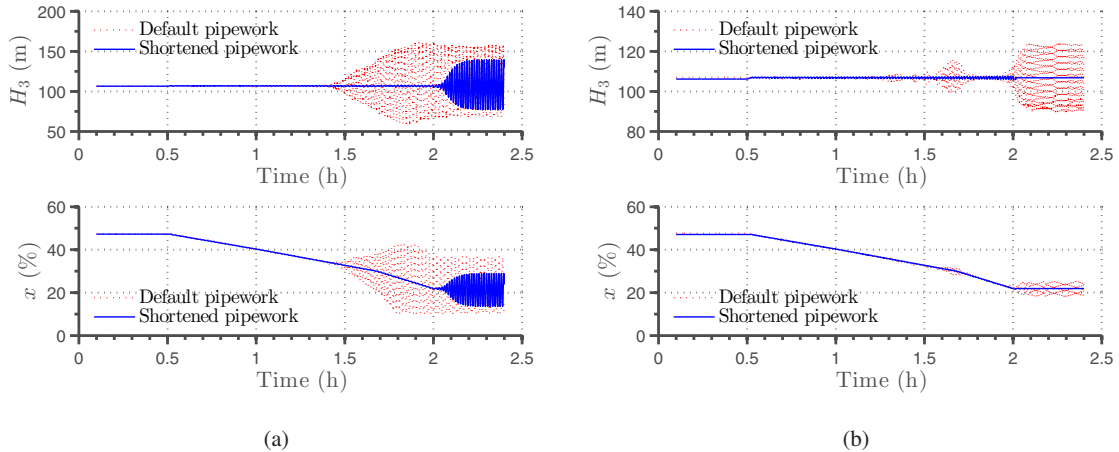 200
150
100
50
H3 (m)
Default pipework
Shortened pipework
0 0.5 1 1.5 2 2.5
Time (h)
60
40
20
0
x (%)
Default pipework
Shortened pipework
0 0.5 1 1.5 2 2.5
Time (h)
(a)
140
120
100
80
H3 (m)
Default pipework
Shortened pipework
0 0.5 1 1.5 2 2.5
Time (h)
60
40
20
0
x (%)
Default pipework
Shortened pipework
0 0.5 1 1.5 2 2.5
Time (h)
(b)